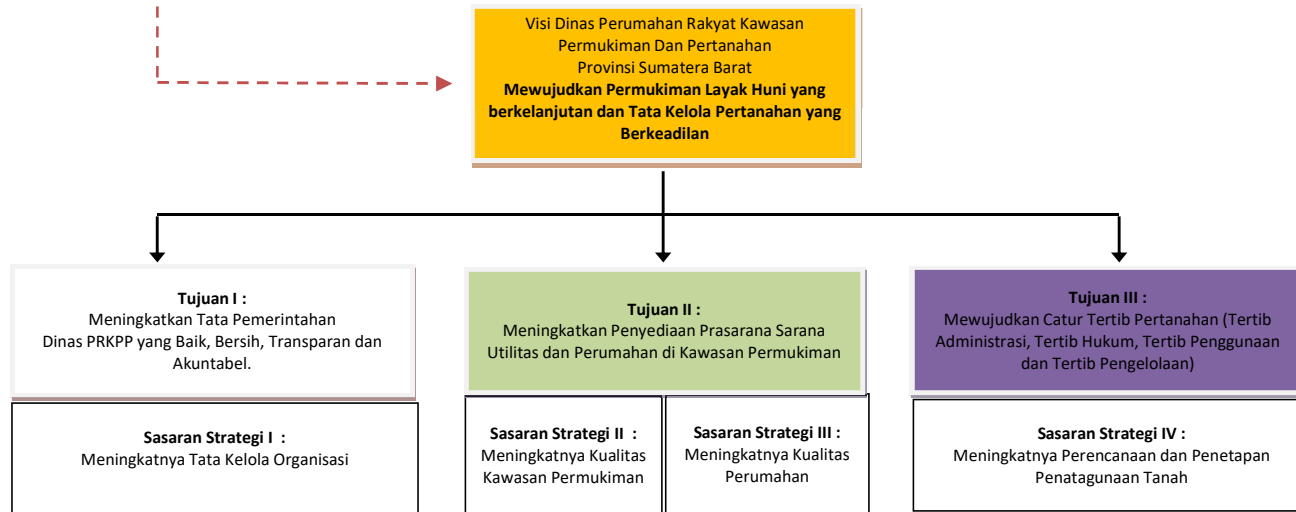 Visi Dinas Perumahan Rakyat Kawasan
Permukiman Dan Pertanahan
Provinsi Sumatera Barat
Mewujudkan Permukiman Layak Huni yang
berkelanjutan dan Tata Kelola Pertanahan yang
Berkeadilan
Tujuan I :
Meningkatkan Tata Pemerintahan
Dinas PRKPP yang Baik, Bersih, Transparan dan
Akuntabel.
Tujuan II :
Meningkatkan Penyediaan Prasarana Sarana
Utilitas dan Perumahan di Kawasan Permukiman
Tujuan III :
Mewujudkan Catur Tertib Pertanahan (Tertib
Administrasi, Tertib Hukum, Tertib Penggunaan
dan Tertib Pengelolaan)
Sasaran Strategi I :
Meningkatnya Tata Kelola Organisasi
Sasaran Strategi II :
Meningkatnya Kualitas
Kawasan Permukiman
Sasaran Strategi III :
Meningkatnya Kualitas
Perumahan
Sasaran Strategi IV :
Meningkatnya Perencanaan dan Penetapan
Penatagunaan Tanah